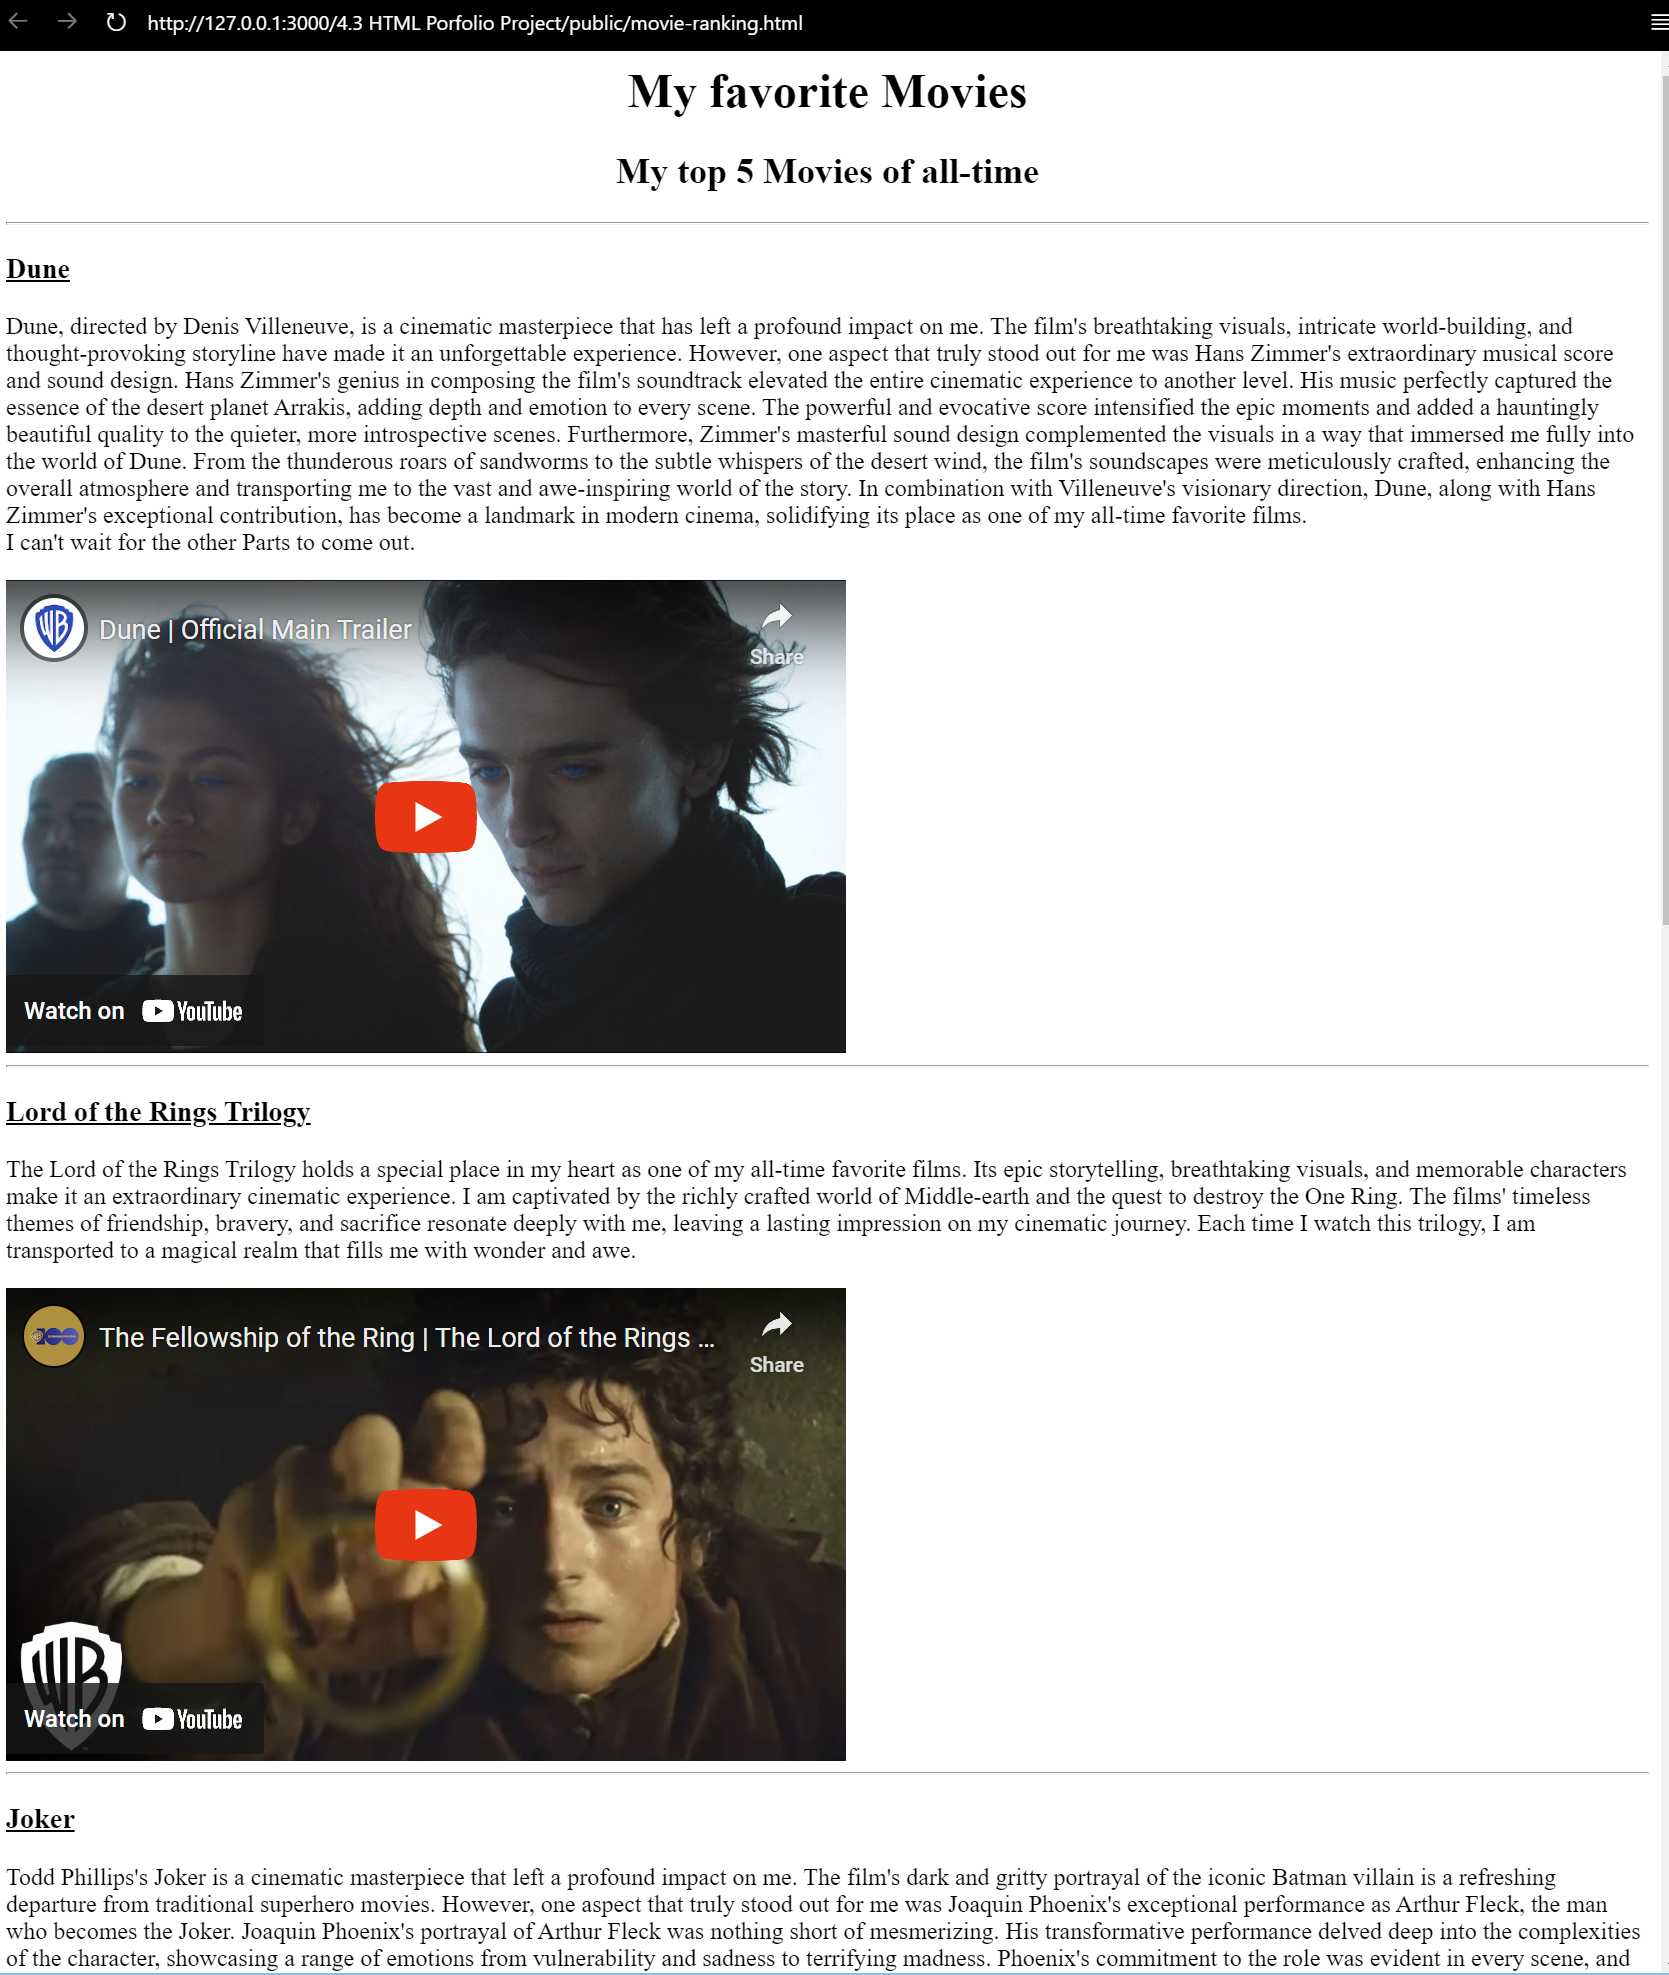 http://127.0.0.1:3000/4.3 HTML Porfolio Project/public/movie-ranking.html
My favorite Movies
My top 5 Movies of all-time
Dune
Dune, directed by Denis Villeneuve, is a cinematic masterpiece that has left a profound impact on me. The film's breathtaking visuals, intricate world-building, and
thought-provoking storyline have made it an unforgettable experience. However, one aspect that truly stood out for me was Hans Zimmer's extraordinary musical score
and sound design. Hans Zimmer's genius in composing the film's soundtrack elevated the entire cinematic experience to another level. His music perfectly captured the
essence of the desert planet Arrakis, adding depth and emotion to every scene. The powerful and evocative score intensified the epic moments and added a hauntingly
beautiful quality to the quieter, more introspective scenes. Furthermore, Zimmer's masterful sound design complemented the visuals in a way that immersed me fully into
the world of Dune. From the thunderous roars of sandworms to the subtle whispers of the desert wind, the film's soundscapes were meticulously crafted, enhancing the
overall atmosphere and transporting me to the vast and awe-inspiring world of the story. In combination with Villeneuve's visionary direction, Dune, along with Hans
Zimmer's exceptional contribution, has become a landmark in modern cinema, solidifying its place as one of my all-time favorite films.
I can't wait for the other Parts to come out.
WB
Dune | Official Main Trailer
Share
Watch on YouTube
Lord of the Rings Trilogy
The Lord of the Rings Trilogy holds a special place in my heart as one of my all-time favorite films. Its epic storytelling, breathtaking visuals, and memorable characters
make it an extraordinary cinematic experience. I am captivated by the richly crafted world of Middle-earth and the quest to destroy the One Ring. The films' timeless
themes of friendship, bravery, and sacrifice resonate deeply with me, leaving a lasting impression on my cinematic journey. Each time I watch this trilogy, I am
transported to a magical realm that fills me with wonder and awe.
100
The Fellowship of the Ring | The Lord of the Rings ...
Share
WB
Watch on YouTube
Joker
Todd Phillips's Joker is a cinematic masterpiece that left a profound impact on me. The film's dark and gritty portrayal of the iconic Batman villain is a refreshing
departure from traditional superhero movies. However, one aspect that truly stood out for me was Joaquin Phoenix's exceptional performance as Arthur Fleck, the man
who becomes the Joker. Joaquin Phoenix's portrayal of Arthur Fleck was nothing short of mesmerizing. His transformative performance delved deep into the complexities
of the character, showcasing a range of emotions from vulnerability and sadness to terrifying madness. Phoenix's commitment to the role was evident in every scene, and